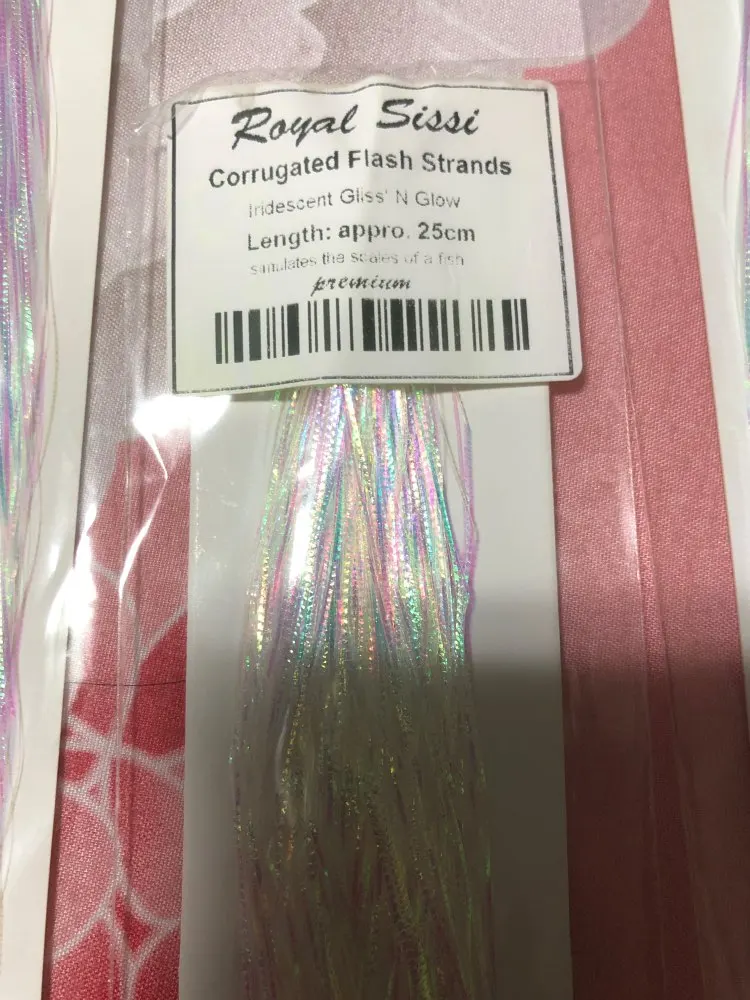 Royal Sissi
Corrugated Flash Strands
Iridescent Gliss' N Glow
Length: appro. 25cm
simulates the scales of a fish
premium